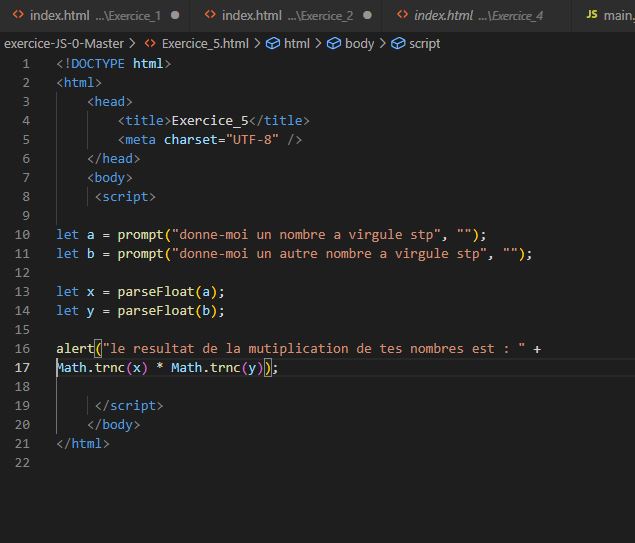 index.html ...\Exercice_1 index.html ...\Exercice_2 index.html ...\Exercice_4 JS main.
exercice-JS-0-Master > Exercice_5.html > html > body > script
1 <!DOCTYPE html>
2 <html>
3 <head>
4 <title>Exercice_5</title>
5 <meta charset="UTF-8" />
6 </head>
7 <body>
8 <script>
9
10 let a = prompt("donne-moi un nombre a virgule stp", "");
11 let b = prompt("donne-moi un autre nombre a virgule stp", "");
12
13 let x = parseFloat(a);
14 let y = parseFloat(b);
15
16 alert("le resultat de la mutiplication de tes nombres est : " +
17 Math.trnc(x) * Math.trnc(y));
18
19 </script>
20 </body>
21 </html>
22